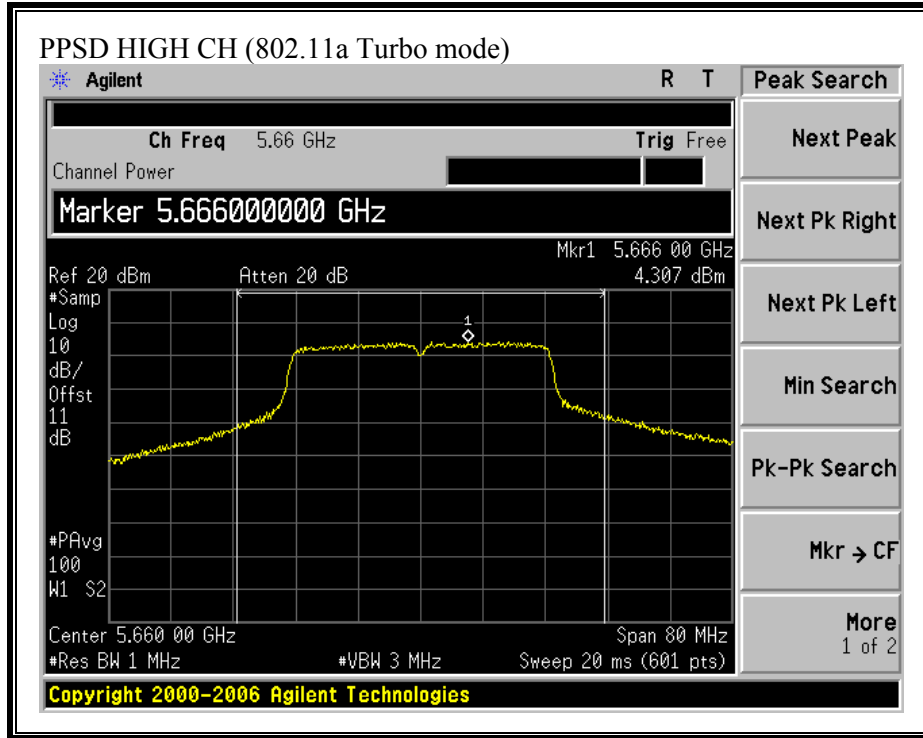 PPSD HIGH CH (802.11a Turbo mode)
Agilent R T Peak Search
Ch Freq 5.66 GHz Trig Free
Channel Power
Marker 5.666000000 GHz
Mkr1 5.666 00 GHz
Ref 20 dBm Atten 20 dB 4.307 dBm
#Samp
Log
10
dB/
Offst
11
dB
1
#PAvg
100
W1 S2
Center 5.660 00 GHz Span 80 MHz
#Res BW 1 MHz #VBW 3 MHz Sweep 20 ms (601 pts)
Copyright 2000-2006 Agilent Technologies
Next Peak
Next Pk Right
Next Pk Left
Min Search
Pk-Pk Search
Mkr → CF
More
1 of 2